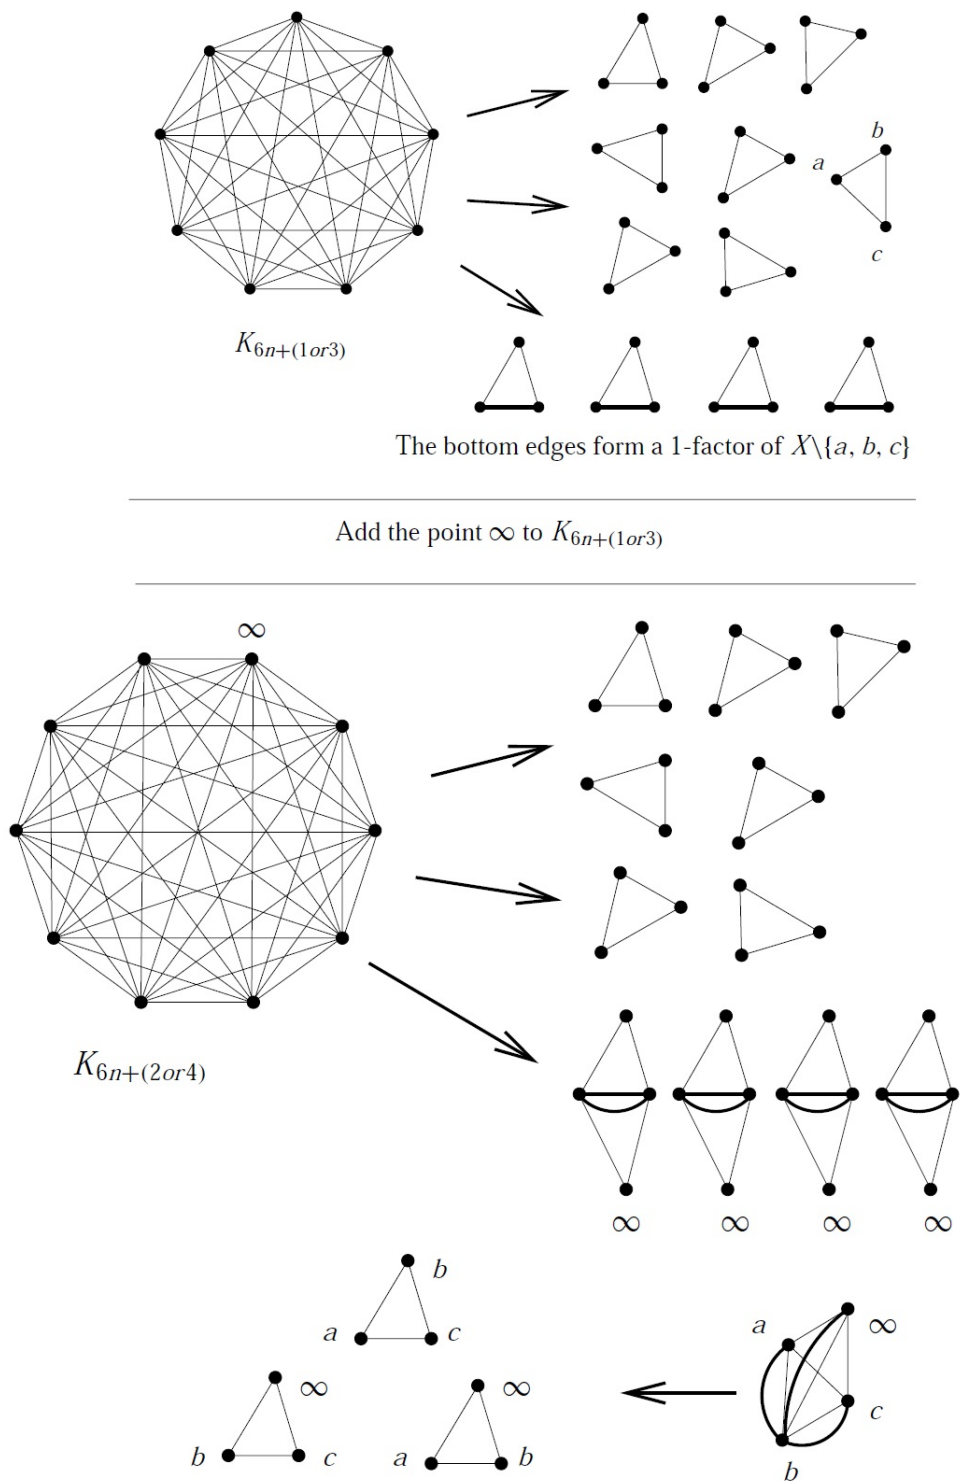 b
a
c
K6n+(1or3)
The bottom edges form a 1-factor of X\{a, b, c}
Add the point ∞ to K6n+(1or3)
∞
K6n+(2or4)
∞ ∞ ∞ ∞
b
a c
a ∞
c
b
∞ ∞
b c a b